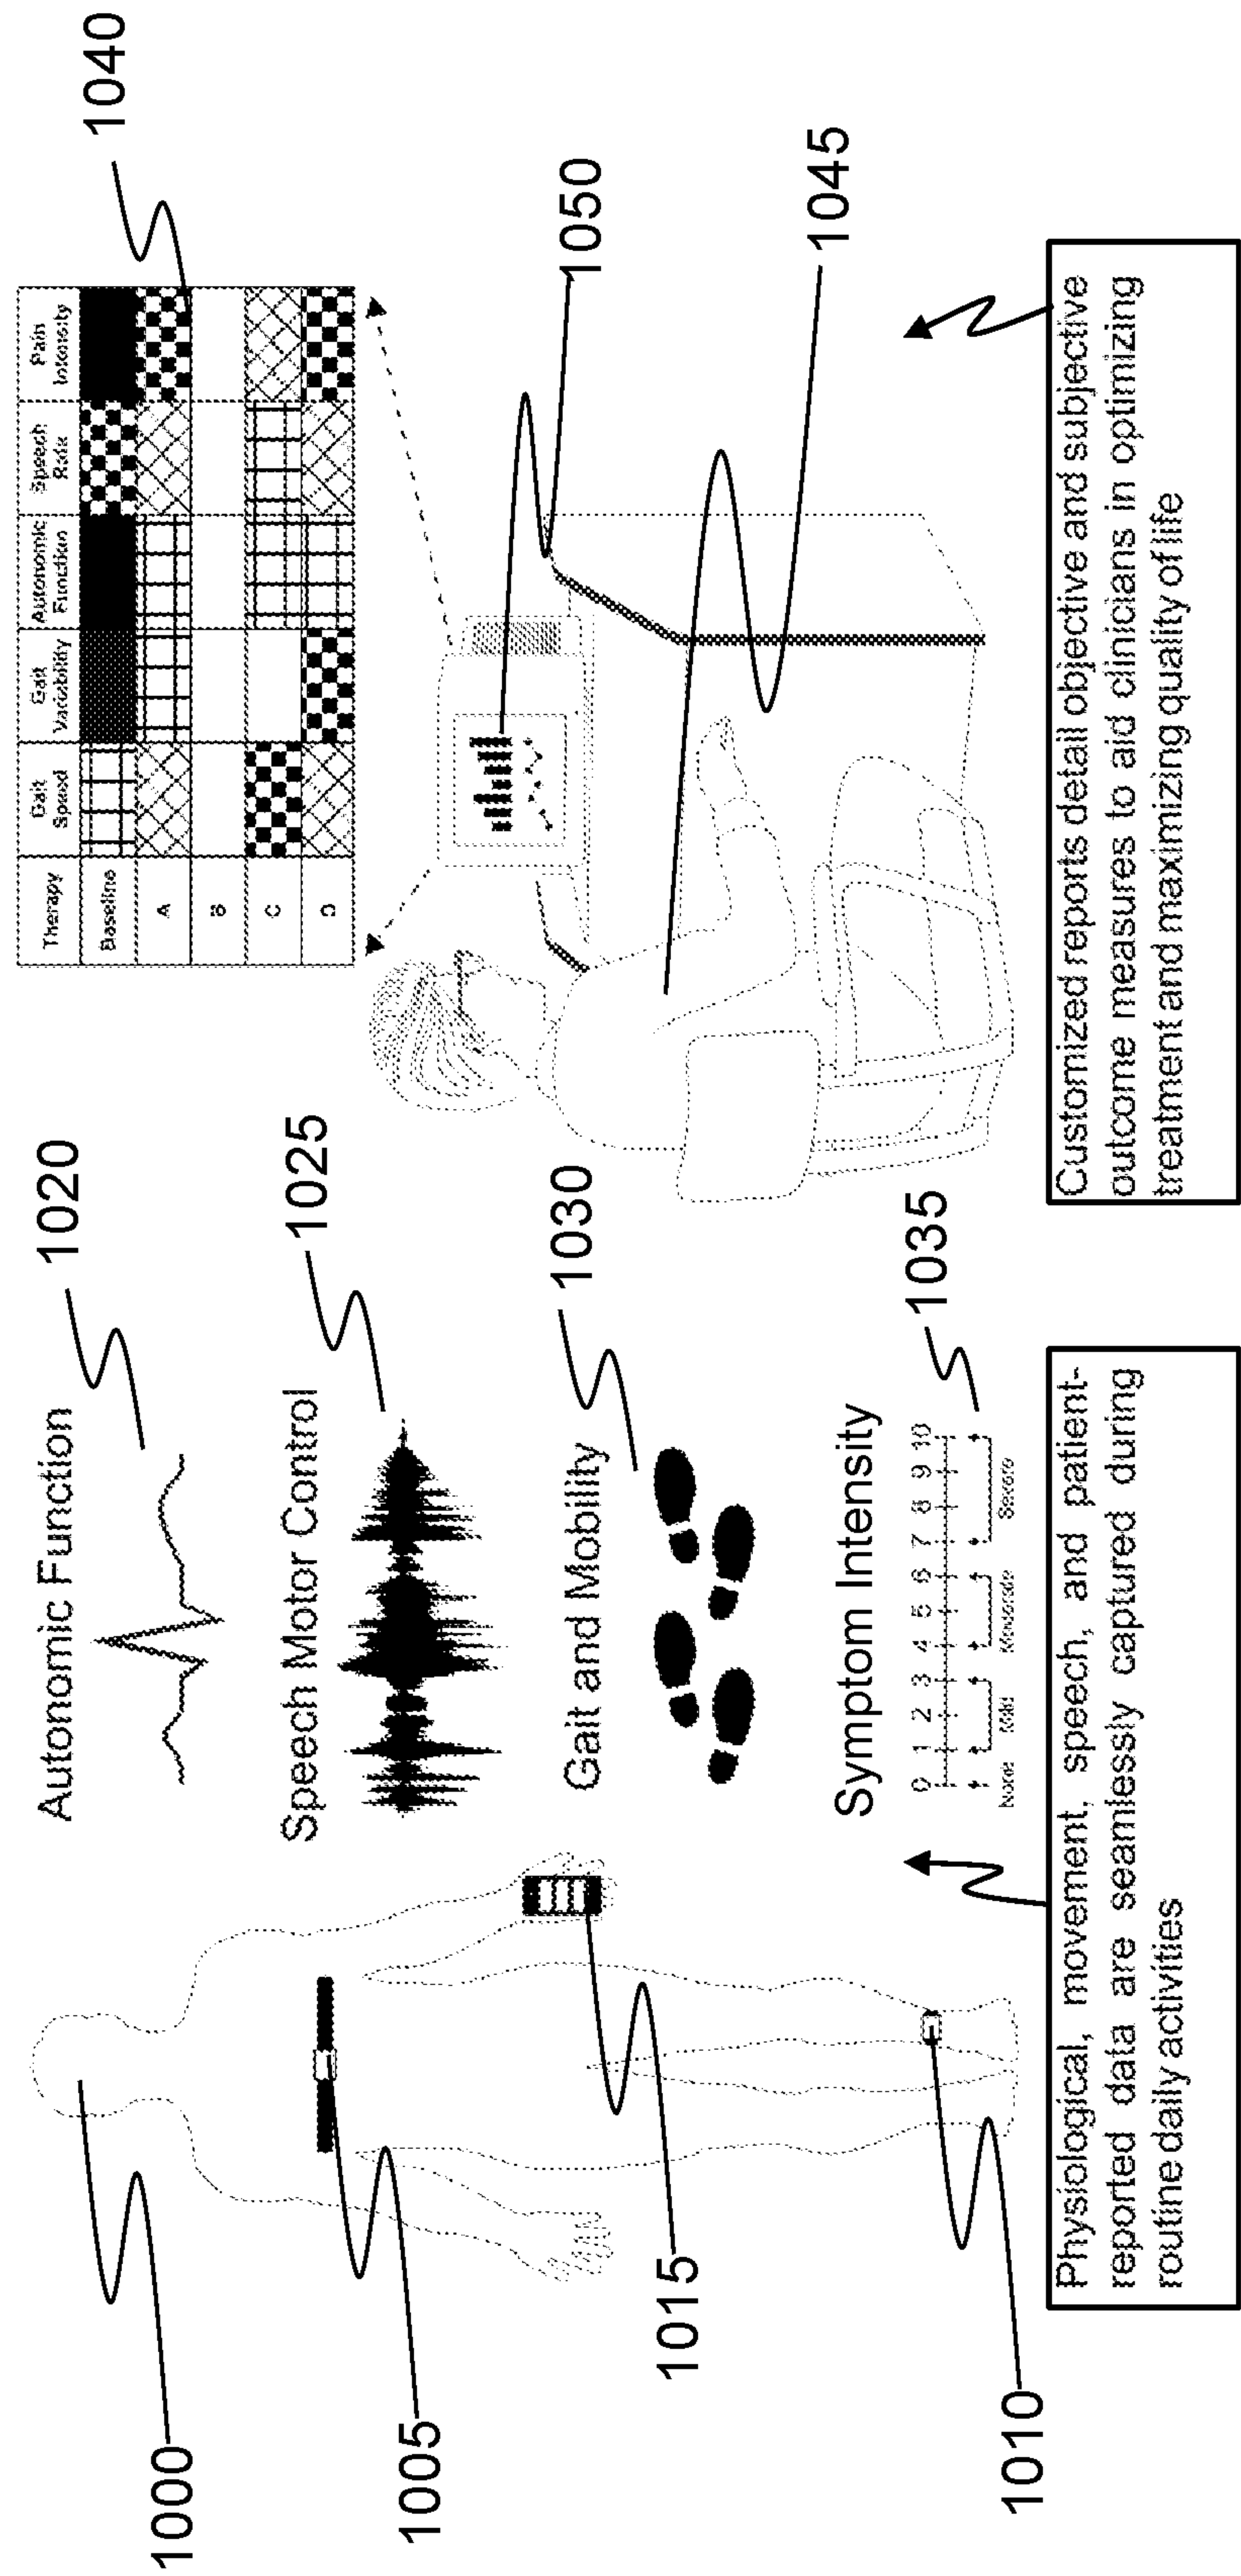 1000
1005
1015
1010
Autonomic Function
1020
Speech Motor Control
1025
Gait and Mobility
1030
Symptom Intensity
0 1 2 3 4 5 6 7 8 9 10
None Mild Moderate Severe
1035
Physiological, movement, speech, and patient-
reported data are seamlessly captured during
routine daily activities
Therapy Gait Speed Gait Variability Autonomic Function Speech Rate Pain Intensity
Baseline
A
B
C
D
1040
1050
1045
Customized reports detail objective and subjective
outcome measures to aid clinicians in optimizing
treatment and maximizing quality of life